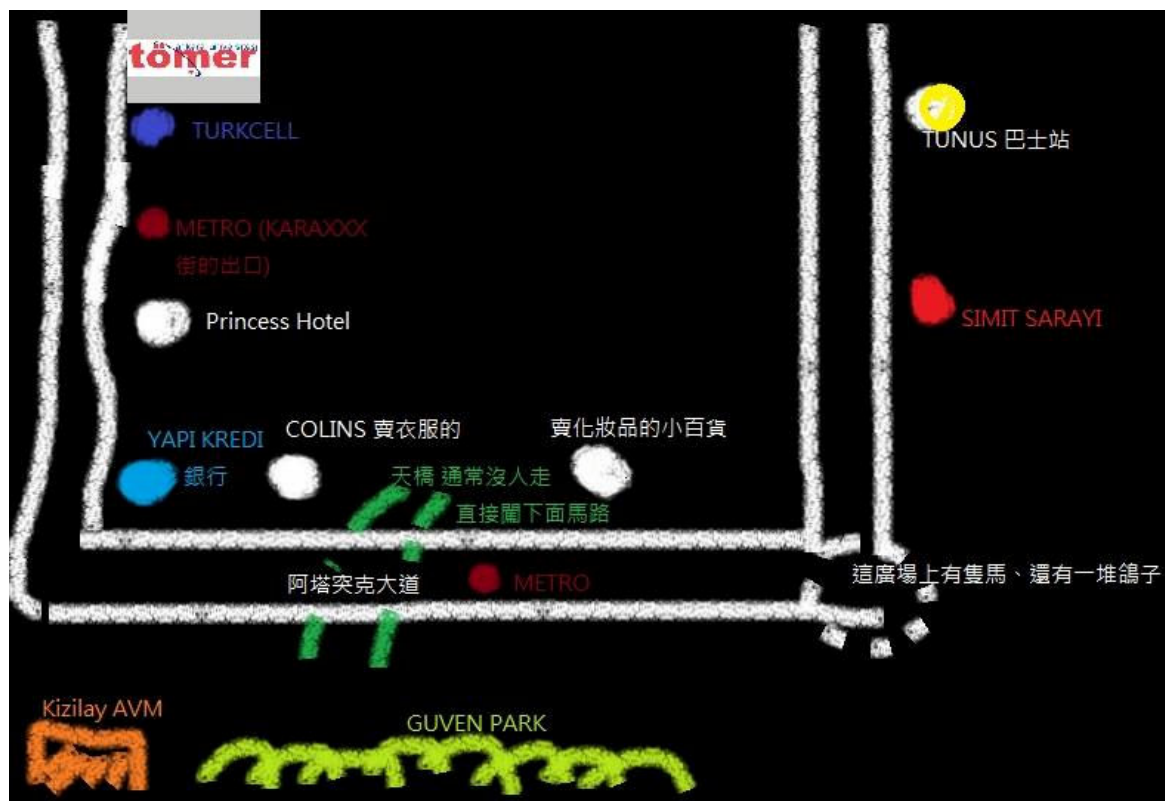 tömer
TURKCELL
TUNUS 巴士站
METRO (KARAXXX
街的出口)
Princess Hotel
SIMIT SARAYI
YAPI KREDI
銀行
COLINS 賣衣服的
賣化妝品的小百貨
天橋 通常沒人走
直接闖下面馬路
阿塔突克大道
METRO
這廣場上有隻馬、還有一堆鴿子
Kizilay AVM
GUVEN PARK